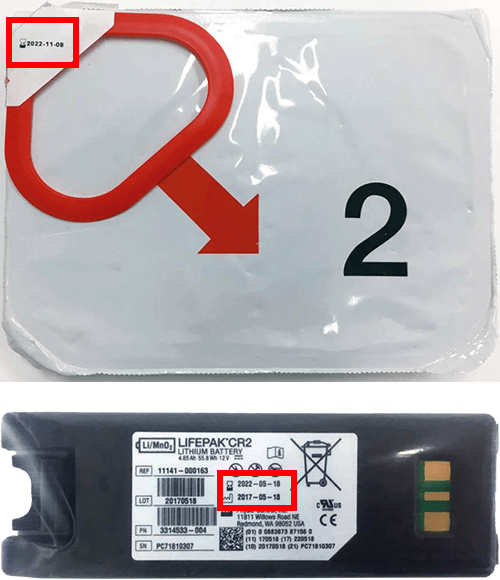 2022-11-08
2
Li/MnO₂
LIFEPAK®CR2
LITHIUM BATTERY
4.65 Ah 55.8 Wh 12 V
REF 11141-000163
2022-05-18
LOT 20170518
2017-05-18
11811 Willows Road NE
PN 3314533-004
Redmond, WA 98052 USA
(01) 0 0883873 87156 0
(11) 170518 (17) 220518
SN PC71810307
(10) 20170518 (21) PC71810307
c us